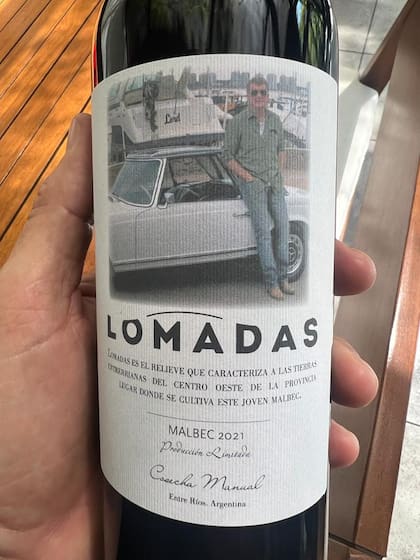 LOMADAS
LOMADAS ES EL RELIEVE QUE CARACTERIZA A LAS TIERRAS
ENTRERRIANAS DEL CENTRO OESTE DE LA PROVINCIA
LUGAR DONDE SE CULTIVA ESTE JOVEN MALBEC.
MALBEC 2021
Producción Limitada
Cosecha Manual
Entre Ríos. Argentina